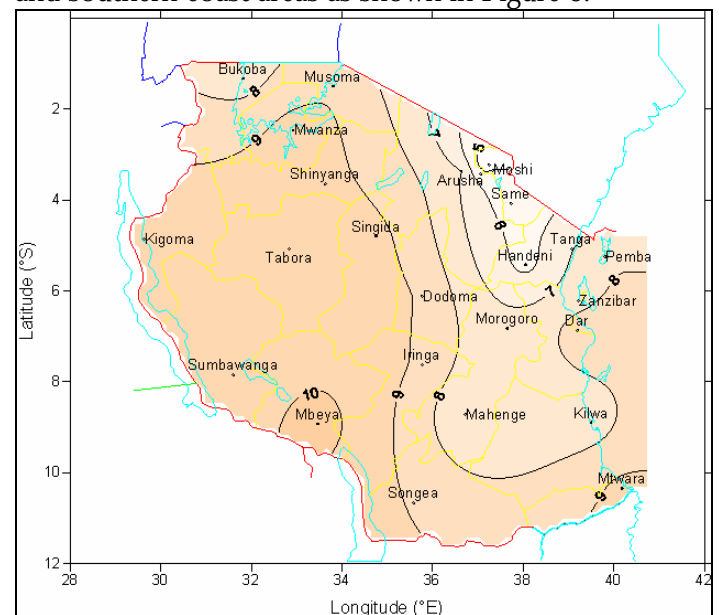 and southern coast areas as shown in Figure 6.
Bukoba
Musoma
8
2
9
Mwanza
7
5
Moshi
Shinyanga
Arusha
4
Same
Singida
6
Kigoma
Tabora
Tanga
Handeni
Pemba
8
6
Dodoma
7
Zanzibar
Morogoro
Dar
Latitude (°S)
Iringa
Sumbawanga
8
10
9
8
Mbeya
Mahenge
Kilwa
10
Mtwara
Songea
9
12
28 30 32 34 36 38 40 42
Longitude (°E)